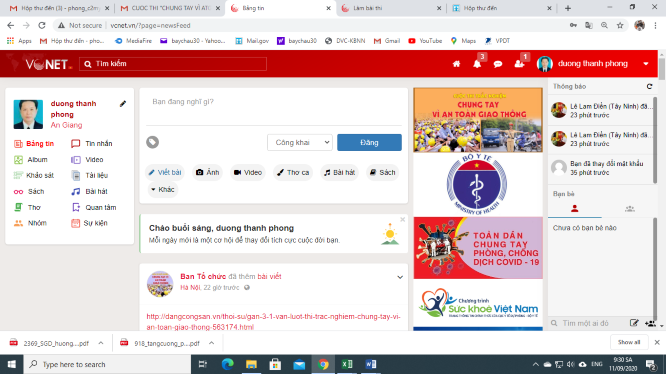 Hộp thư đến (3) - phong_c2m
CUOC THI "CHUNG TAY VÌ AT
Bảng tin
Làm bài thi
Hộp thư đến
Not secure | vcnet.vn/?page=newsFeed
Apps
Hộp thư đến - pho...
MediaFire
baychau30 - Yahoo...
Mail.gov
baychau30
DVC-KBNN
Gmail
YouTube
Maps
VPDT
VCNET
Tìm kiếm
3
1
duong thanh phong
duong thanh
phong
An Giang
Bảng tin
Tin nhắn
Album
Video
Khảo sát
Tài liệu
Sách
Bài hát
Thơ
Quan tâm
Nhóm
Sự kiện
Bạn đang nghĩ gì?
Công khai
Đăng
Viết bài
Ảnh
Video
Thơ ca
Bài hát
Sách
Khác
Chào buổi sáng, duong thanh phong
Mỗi ngày mới là một cơ hội để thay đổi tích cực cuộc đời bạn.
Ban Tổ chức đã thêm bài viết
Hà Nội, 22 giờ trước
http://dangcongsan.vn/thoi-su/gan-3-1-van-luot-thi-trac-nghiem-chung-tay-vi-
an-toan-giao-thong-563174.html
CHUNG TAY
VÌ AN TOÀN GIAO THÔNG
BỘ Y TẾ
MINISTRY OF HEALTH
TOÀN DÂN
CHUNG TAY
PHÒNG, CHỐNG
DỊCH COVID - 19
Chương trình
Sức khoẻ Việt Nam
Thông báo
Lê Lam Điền (Tây Ninh) đã...
23 phút trước
Lê Lam Điền (Tây Ninh) đã...
23 phút trước
Bạn đã thay đổi mật khẩu
35 phút trước
Bạn bè
Chưa có bạn bè nào
Tìm một ai đó
2369_SGD_huong....pdf
918_tangcuong_p....pdf
Show all
Type here to search
ENG
9:30 SA
11/09/2020